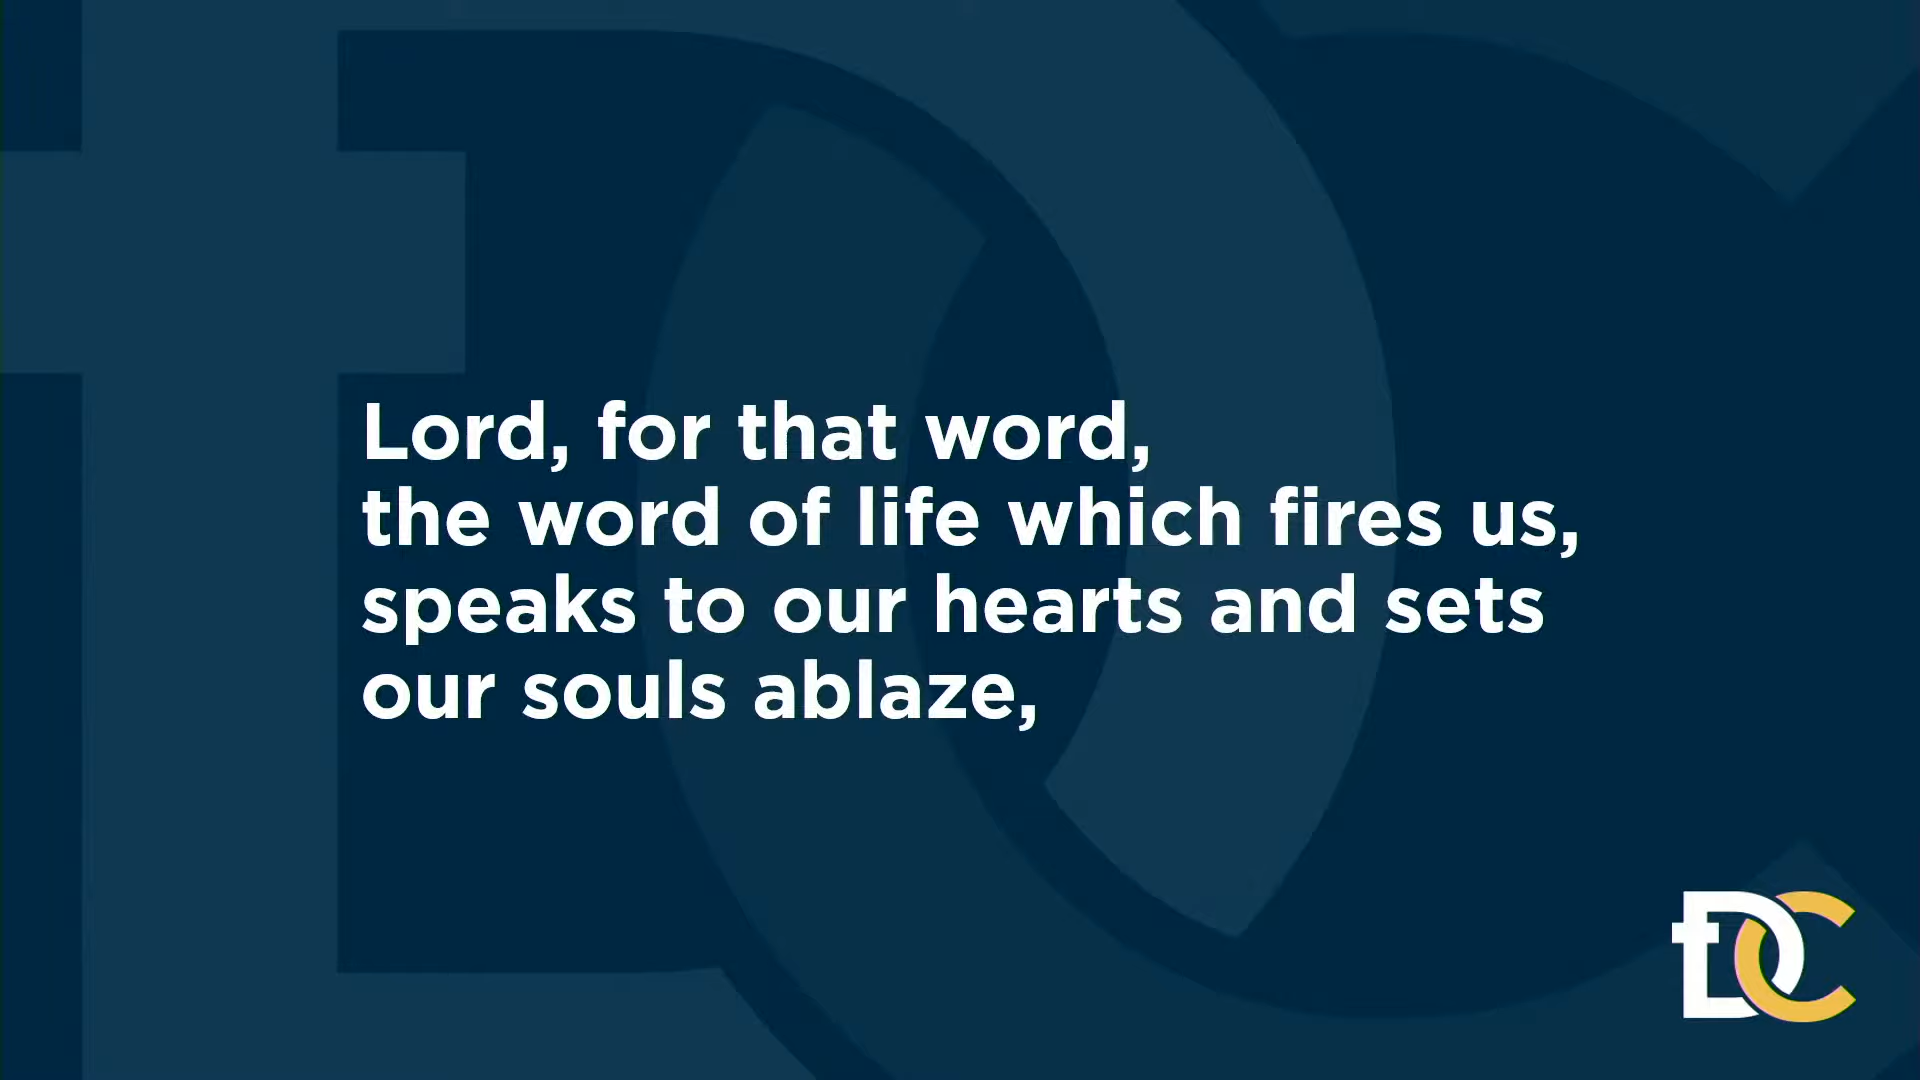 Lord, for that word,
the word of life which fires us,
speaks to our hearts and sets
our souls ablaze,
DC